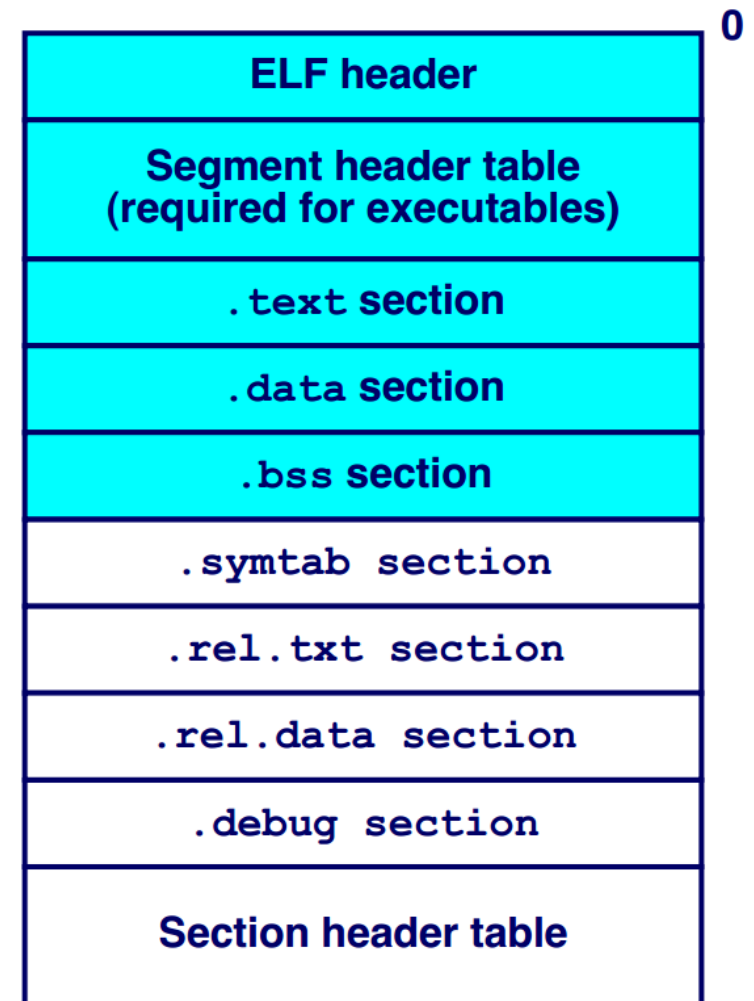 0
ELF header
Segment header table
(required for executables)
.text section
.data section
.bss section
.symtab section
.rel.txt section
.rel.data section
.debug section
Section header table